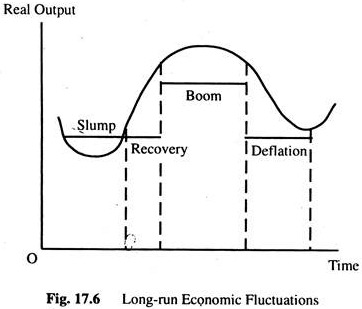 Real Output
Boom
Slump
Recovery
Deflation
O
Time
Fig. 17.6 Long-run Economic Fluctuations